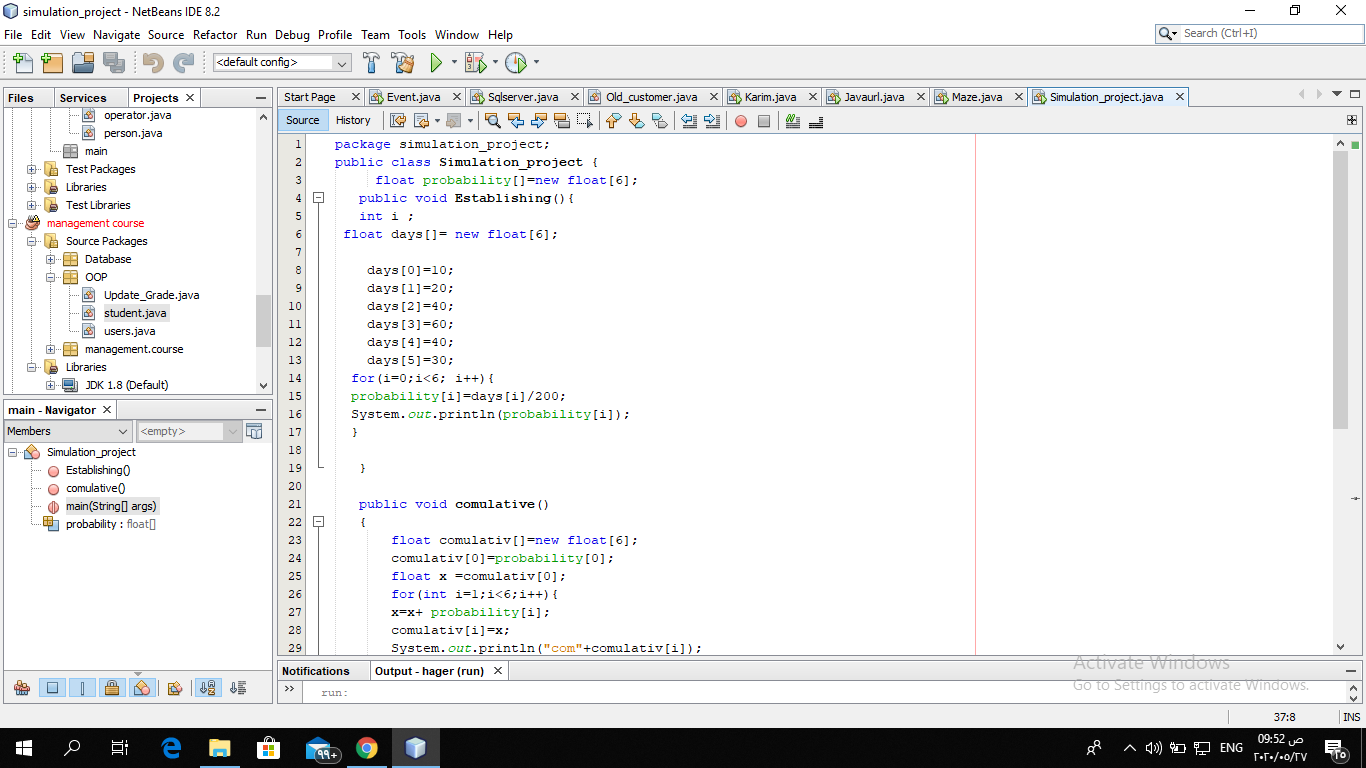 simulation_project - NetBeans IDE 8.2
File Edit View Navigate Source Refactor Run Debug Profile Team Tools Window Help
Search (Ctrl+I)
<default config>
Files Services Projects
operator.java
person.java
main
Test Packages
Libraries
Test Libraries
management course
Source Packages
Database
OOP
Update_Grade.java
student.java
users.java
management.course
Libraries
JDK 1.8 (Default)
main - Navigator
Members <empty>
Simulation_project
Establishing()
comulative()
main(String[] args)
probability : float[]
Start Page Event.java Sqlserver.java Old_customer.java Karim.java Javaurl.java Maze.java Simulation_project.java
Source History
1 package simulation_project;
2 public class Simulation_project {
3 float probability[]=new float[6];
4 public void Establishing(){
5 int i ;
6 float days[]= new float[6];
7
8 days[0]=10;
9 days[1]=20;
10 days[2]=40;
11 days[3]=60;
12 days[4]=40;
13 days[5]=30;
14 for(i=0;i<6; i++){
15 probability[i]=days[i]/200;
16 System.out.println(probability[i]);
17 }
18
19 }
20
21 public void comulative()
22 {
23 float comulativ[]=new float[6];
24 comulativ[0]=probability[0];
25 float x =comulativ[0];
26 for(int i=1;i<6;i++){
27 x=x+ probability[i];
28 comulativ[i]=x;
29 System.out.println("com"+comulativ[i]);
Notifications Output - hager (run)
run:
Activate Windows
Go to Settings to activate Windows.
37:8 INS
٩٩+
ENG
09:52 ص
٢٠٢٠/٠٥/٢٧
٢٥